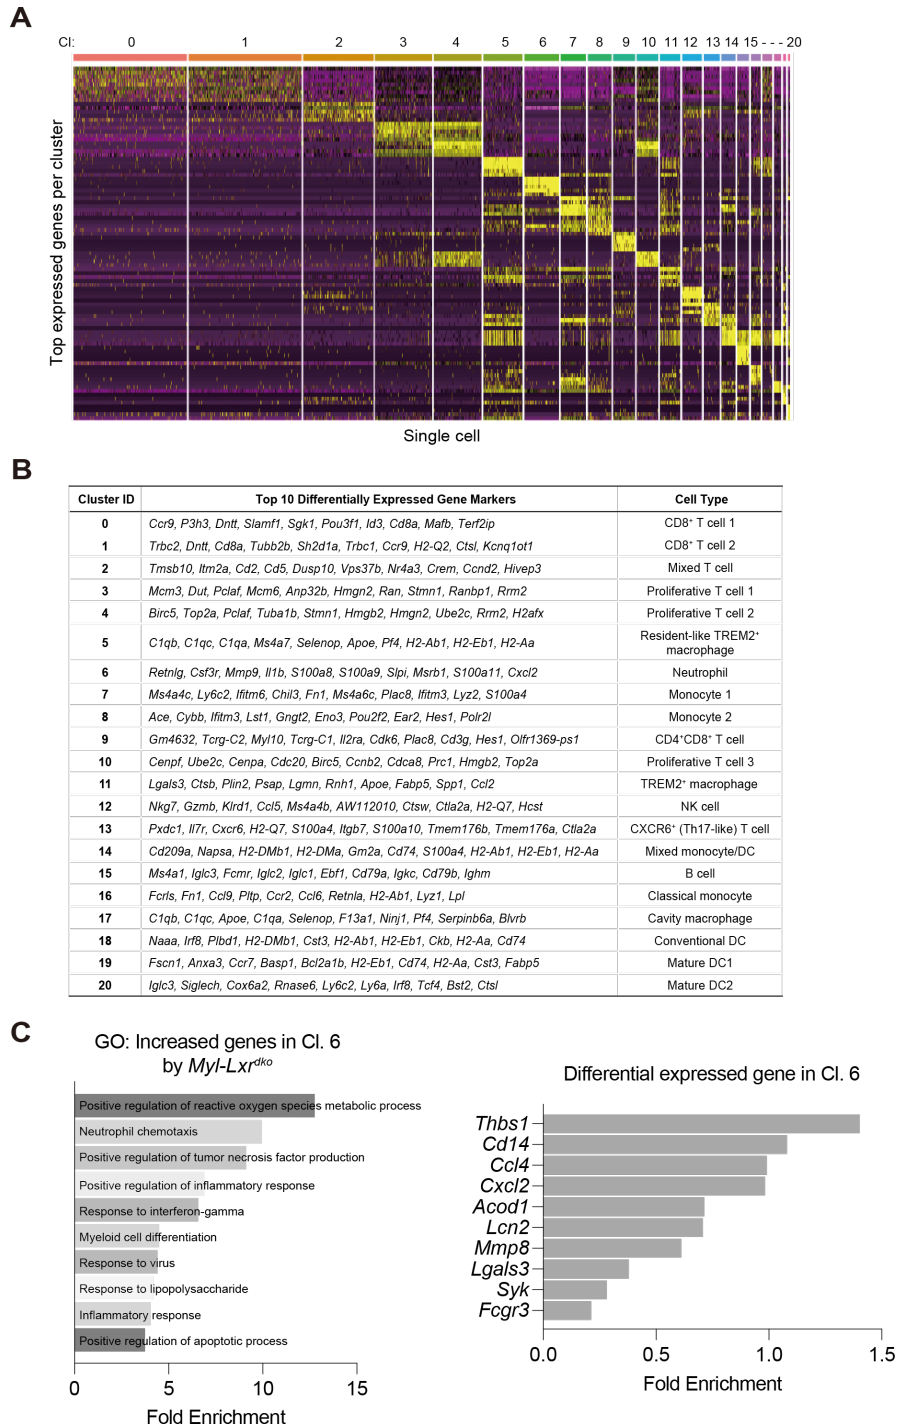 A
Cl: 0 1 2 3 4 5 6 7 8 9 10 11 12 13 14 15 - - - 20
Top expressed genes per cluster
Single cell
B
Cluster ID Top 10 Differentially Expressed Gene Markers Cell Type
0 Ccr9, P3h3, Dntt, Slamf1, Sgk1, Pou3f1, Id3, Cd8a, Mafb, Terf2ip CD8+ T cell 1
1 Trbc2, Dntt, Cd8a, Tubb2b, Sh2d1a, Trbc1, Ccr9, H2-Q2, Ctsl, Kcnq1ot1 CD8+ T cell 2
2 Tmsb10, Itm2a, Cd2, Cd5, Dusp10, Vps37b, Nr4a3, Crem, Ccnd2, Hivep3 Mixed T cell
3 Mcm3, Dut, Pclaf, Mcm6, Anp32b, Hmgn2, Ran, Stmn1, Ranbp1, Rrm2 Proliferative T cell 1
4 Birc5, Top2a, Pclaf, Tuba1b, Stmn1, Hmgb2, Hmgn2, Ube2c, Rrm2, H2afx Proliferative T cell 2
5 C1qb, C1qc, C1qa, Ms4a7, Selenop, Apoe, Pf4, H2-Ab1, H2-Eb1, H2-Aa Resident-like TREM2+
macrophage
6 Retnlg, Csf3r, Mmp9, Il1b, S100a8, S100a9, Slpi, Msrb1, S100a11, Cxcl2 Neutrophil
7 Ms4a4c, Ly6c2, Ifitm6, Chil3, Fn1, Ms4a6c, Plac8, Ifitm3, Lyz2, S100a4 Monocyte 1
8 Ace, Cybb, Ifitm3, Lst1, Gngt2, Eno3, Pou2f2, Ear2, Hes1, Polr2l Monocyte 2
9 Gm4632, Tcrg-C2, Myl10, Tcrg-C1, Il2ra, Cdk6, Plac8, Cd3g, Hes1, Olfr1369-ps1 CD4+CD8+ T cell
10 Cenpf, Ube2c, Cenpa, Cdc20, Birc5, Ccnb2, Cdca8, Prc1, Hmgb2, Top2a Proliferative T cell 3
11 Lgals3, Ctsb, Plin2, Psap, Lgmn, Rnh1, Apoe, Fabp5, Spp1, Ccl2 TREM2+ macrophage
12 Nkg7, Gzmb, Klrd1, Ccl5, Ms4a4b, AW112010, Ctsw, Ctla2a, H2-Q7, Hcst NK cell
13 Pxdc1, Il7r, Cxcr6, H2-Q7, S100a4, Itgb7, S100a10, Tmem176b, Tmem176a, Ctla2a CXCR6+ (Th17-like) T cell
14 Cd209a, Napsa, H2-DMb1, H2-DMa, Gm2a, Cd74, S100a4, H2-Ab1, H2-Eb1, H2-Aa Mixed monocyte/DC
15 Ms4a1, Iglc3, Fcmr, Iglc2, Iglc1, Ebf1, Cd79a, Igkc, Cd79b, Ighm B cell
16 Fcrls, Fn1, Ccl9, Pltp, Ccr2, Ccl6, Retnla, H2-Ab1, Lyz1, Lpl Classical monocyte
17 C1qb, C1qc, Apoe, C1qa, Selenop, F13a1, Ninj1, Pf4, Serpinb6a, Blvrb Cavity macrophage
18 Naaa, Irf8, Plbd1, H2-DMb1, Cst3, H2-Ab1, H2-Eb1, Ckb, H2-Aa, Cd74 Conventional DC
19 Fscn1, Anxa3, Ccr7, Basp1, Bcl2a1b, H2-Eb1, Cd74, H2-Aa, Cst3, Fabp5 Mature DC1
20 Iglc3, Siglech, Cox6a2, Rnase6, Ly6c2, Ly6a, Irf8, Tcf4, Bst2, Ctsl Mature DC2
C
GO: Increased genes in Cl. 6
by Myl-Lxrdko
Positive regulation of reactive oxygen species metabolic process
Neutrophil chemotaxis
Positive regulation of tumor necrosis factor production
Positive regulation of inflammatory response
Response to interferon-gamma
Myeloid cell differentiation
Response to virus
Response to lipopolysaccharide
Inflammatory response
Positive regulation of apoptotic process
0 5 10 15
Fold Enrichment
Differential expressed gene in Cl. 6
Thbs1
Cd14
Ccl4
Cxcl2
Acod1
Lcn2
Mmp8
Lgals3
Syk
Fcgr3
0.0 0.5 1.0 1.5
Fold Enrichment